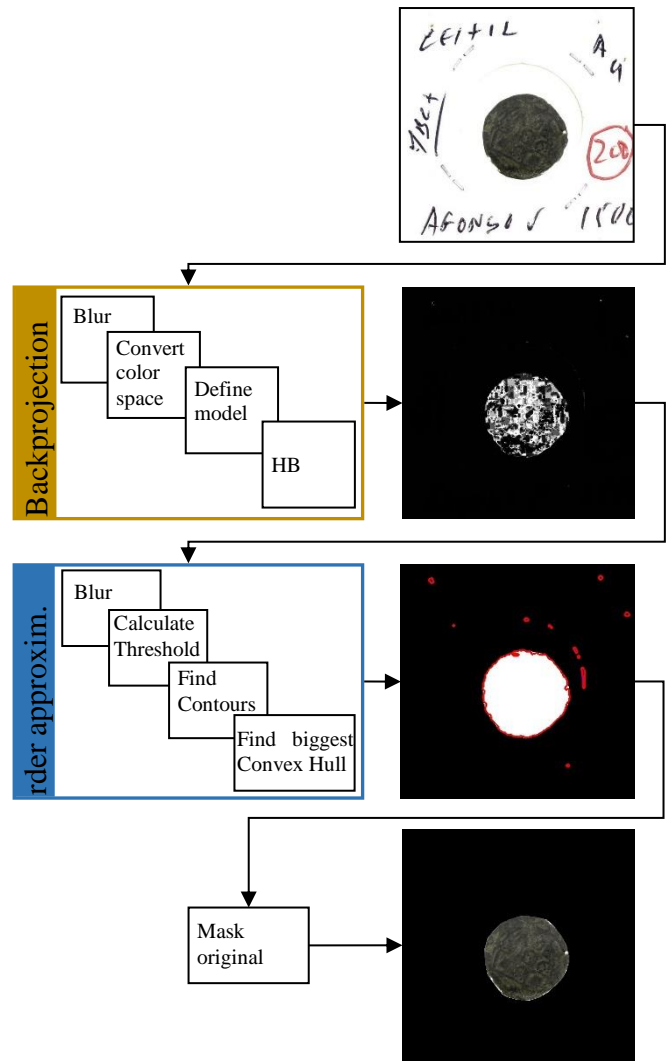 CEITIL
A
G
1BC+
200
AFONSO V 1500
Backprojection
Blur
Convert
color
space
Define
model
HB
rder approxim.
Blur
Calculate
Threshold
Find
Contours
Find biggest
Convex Hull
Mask
original